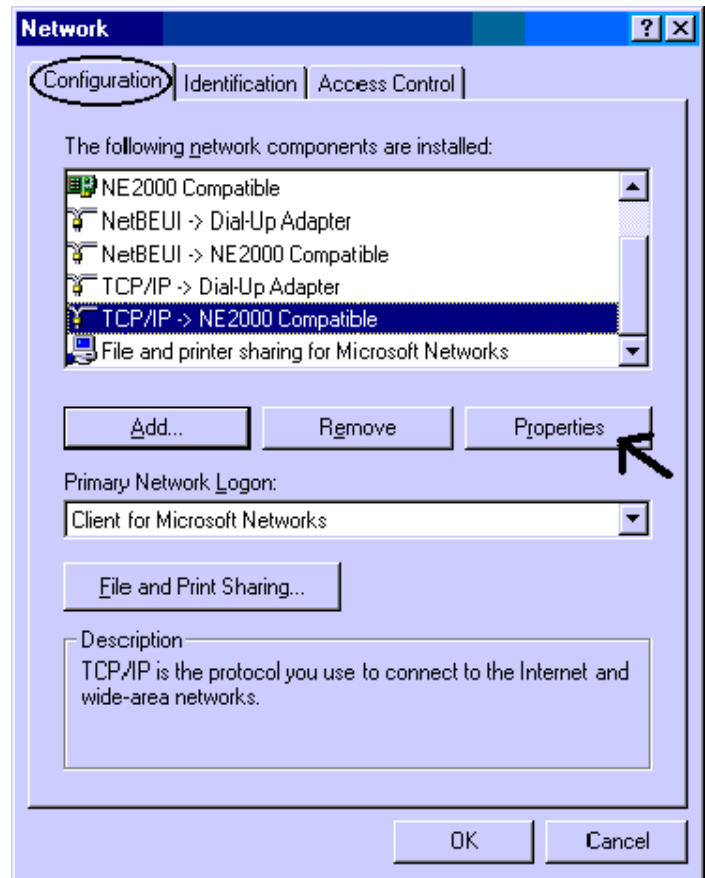 Network
Configuration Identification Access Control
The following network components are installed:
NE2000 Compatible
NetBEUI -> Dial-Up Adapter
NetBEUI -> NE2000 Compatible
TCP/IP -> Dial-Up Adapter
TCP/IP -> NE2000 Compatible
File and printer sharing for Microsoft Networks
Add... Remove Properties
Primary Network Logon:
Client for Microsoft Networks
File and Print Sharing...
Description
TCP/IP is the protocol you use to connect to the Internet and
wide-area networks.
OK Cancel